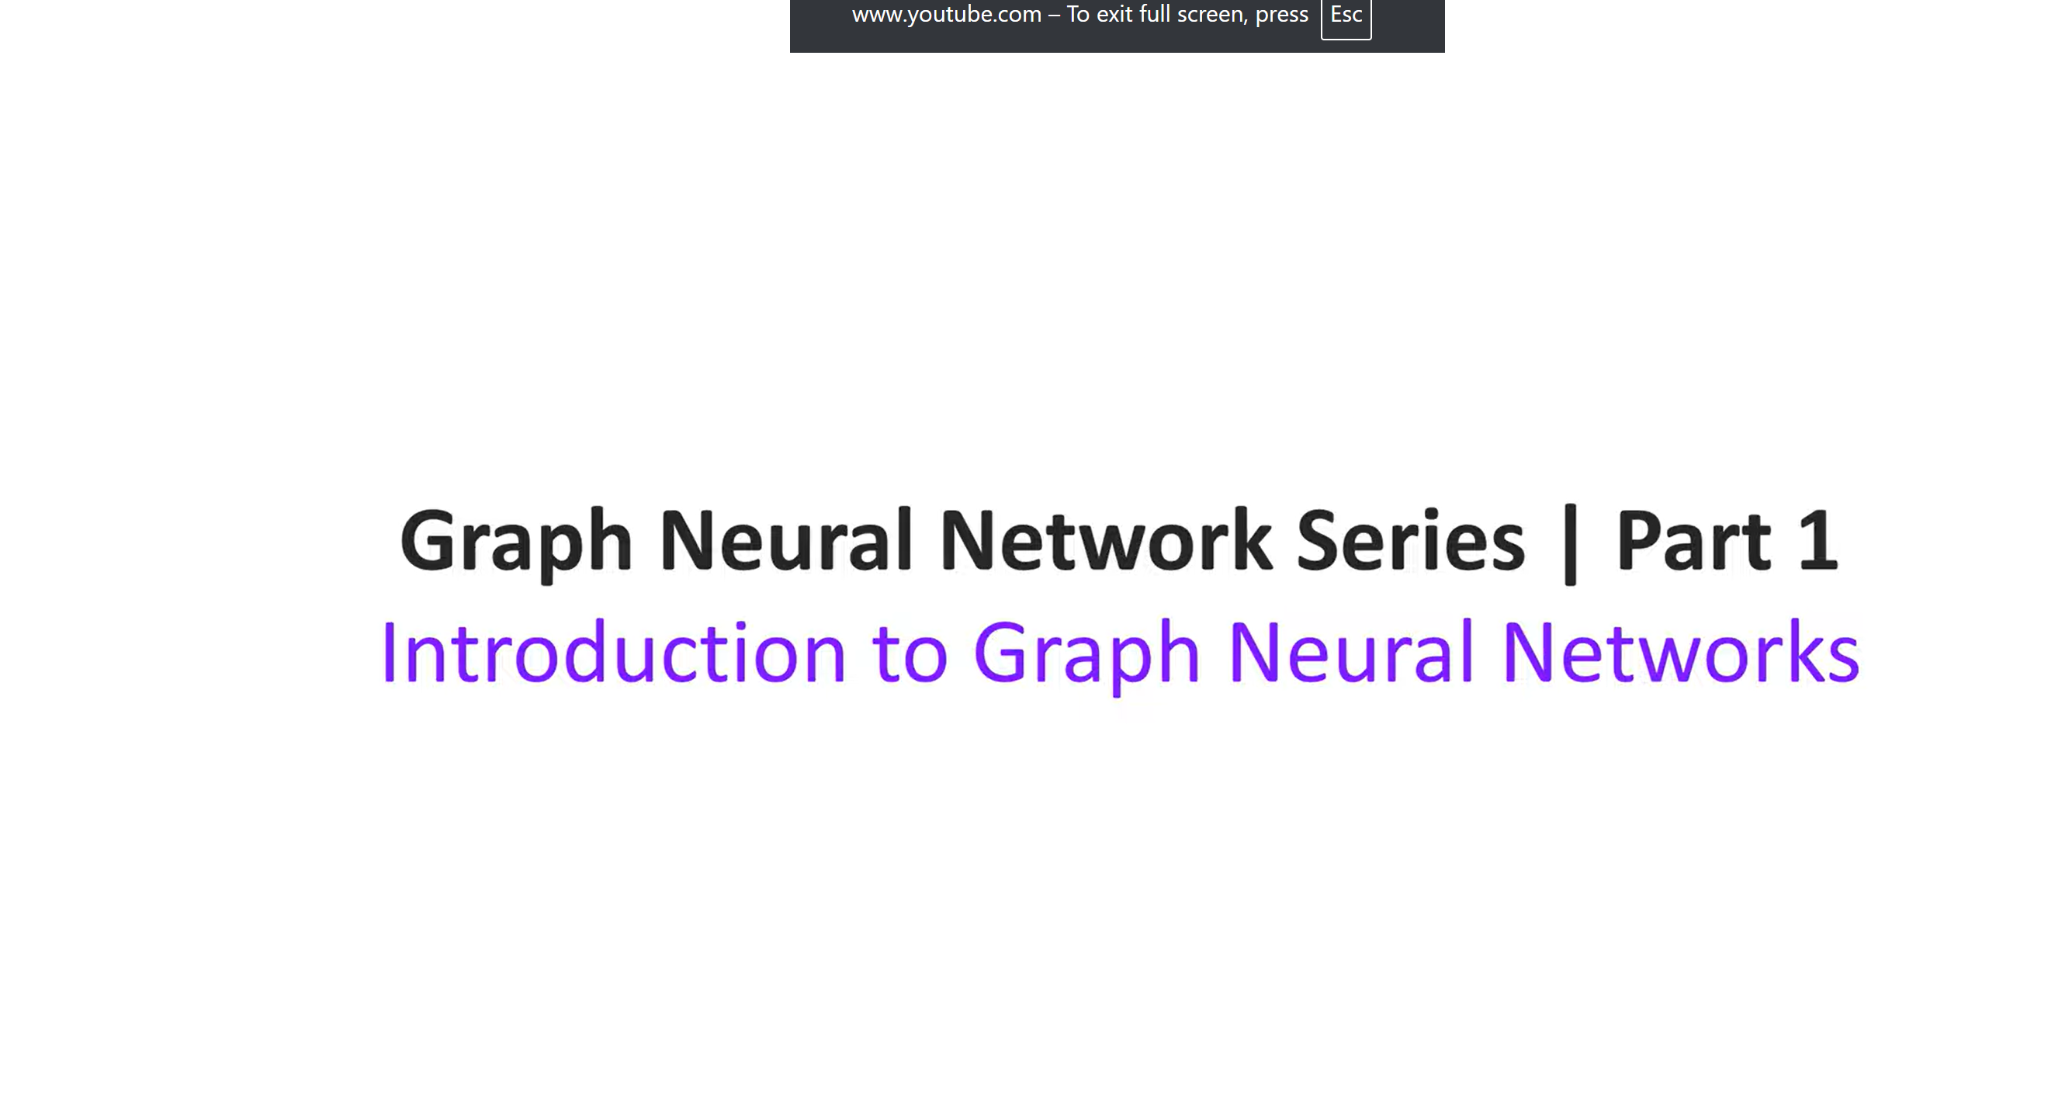 www.youtube.com – To exit full screen, press Esc
Graph Neural Network Series | Part 1
Introduction to Graph Neural Networks